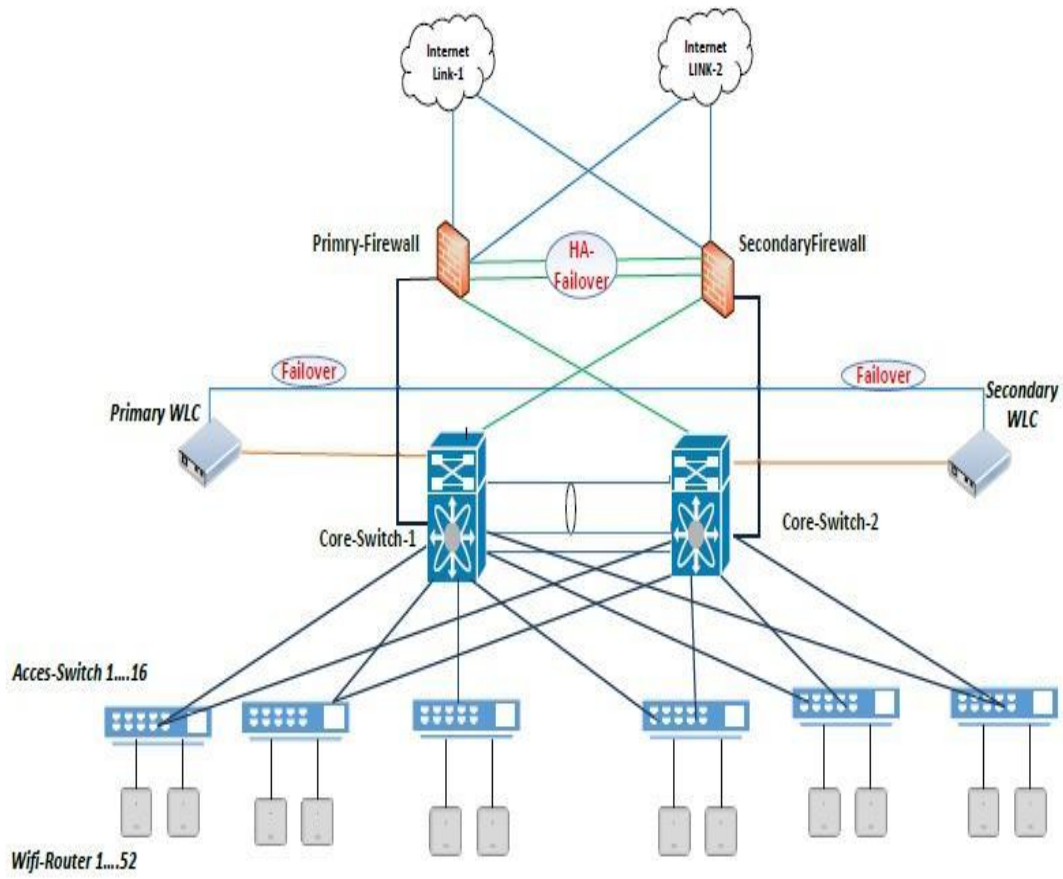 Internet
Link-1
Internet
LINK-2
Primry-Firewall
HA-
Failover
SecondaryFirewall
Failover
Failover
Primary WLC
Secondary
WLC
Core-Switch-1
Core-Switch-2
Acces-Switch 1....16
Wifi-Router 1....52